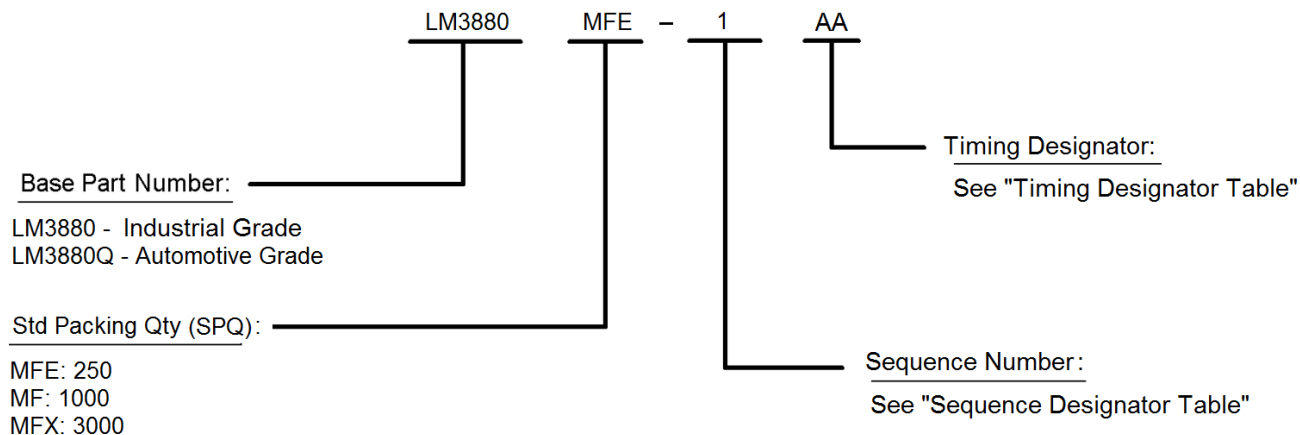 LM3880 MFE – 1 AA
Timing Designator:
See "Timing Designator Table"
Base Part Number:
LM3880 - Industrial Grade
LM3880Q - Automotive Grade
Std Packing Qty (SPQ):
MFE: 250
MF: 1000
MFX: 3000
Sequence Number:
See "Sequence Designator Table"